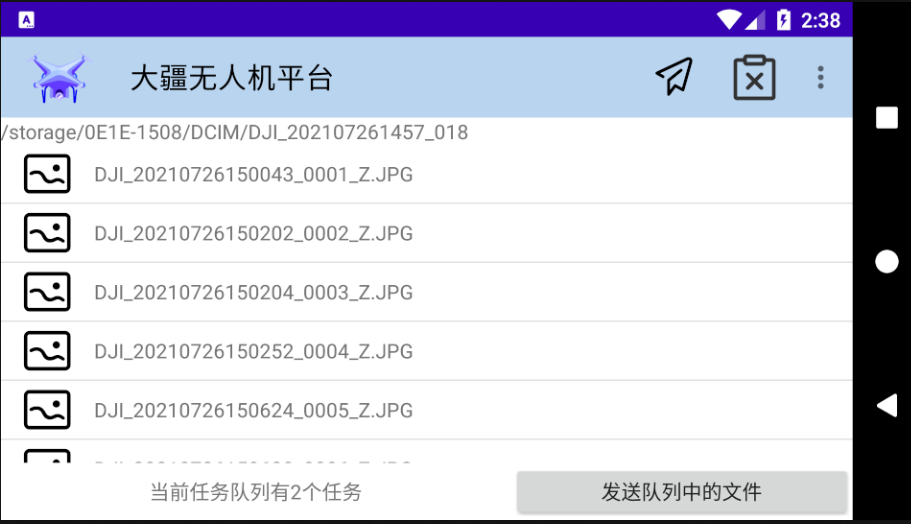 A
2:38
大疆无人机平台
/storage/0E1E-1508/DCIM/DJI_202107261457_018
DJI_20210726150043_0001_Z.JPG
DJI_20210726150202_0002_Z.JPG
DJI_20210726150204_0003_Z.JPG
DJI_20210726150252_0004_Z.JPG
DJI_20210726150624_0005_Z.JPG
当前任务队列有2个任务
发送队列中的文件